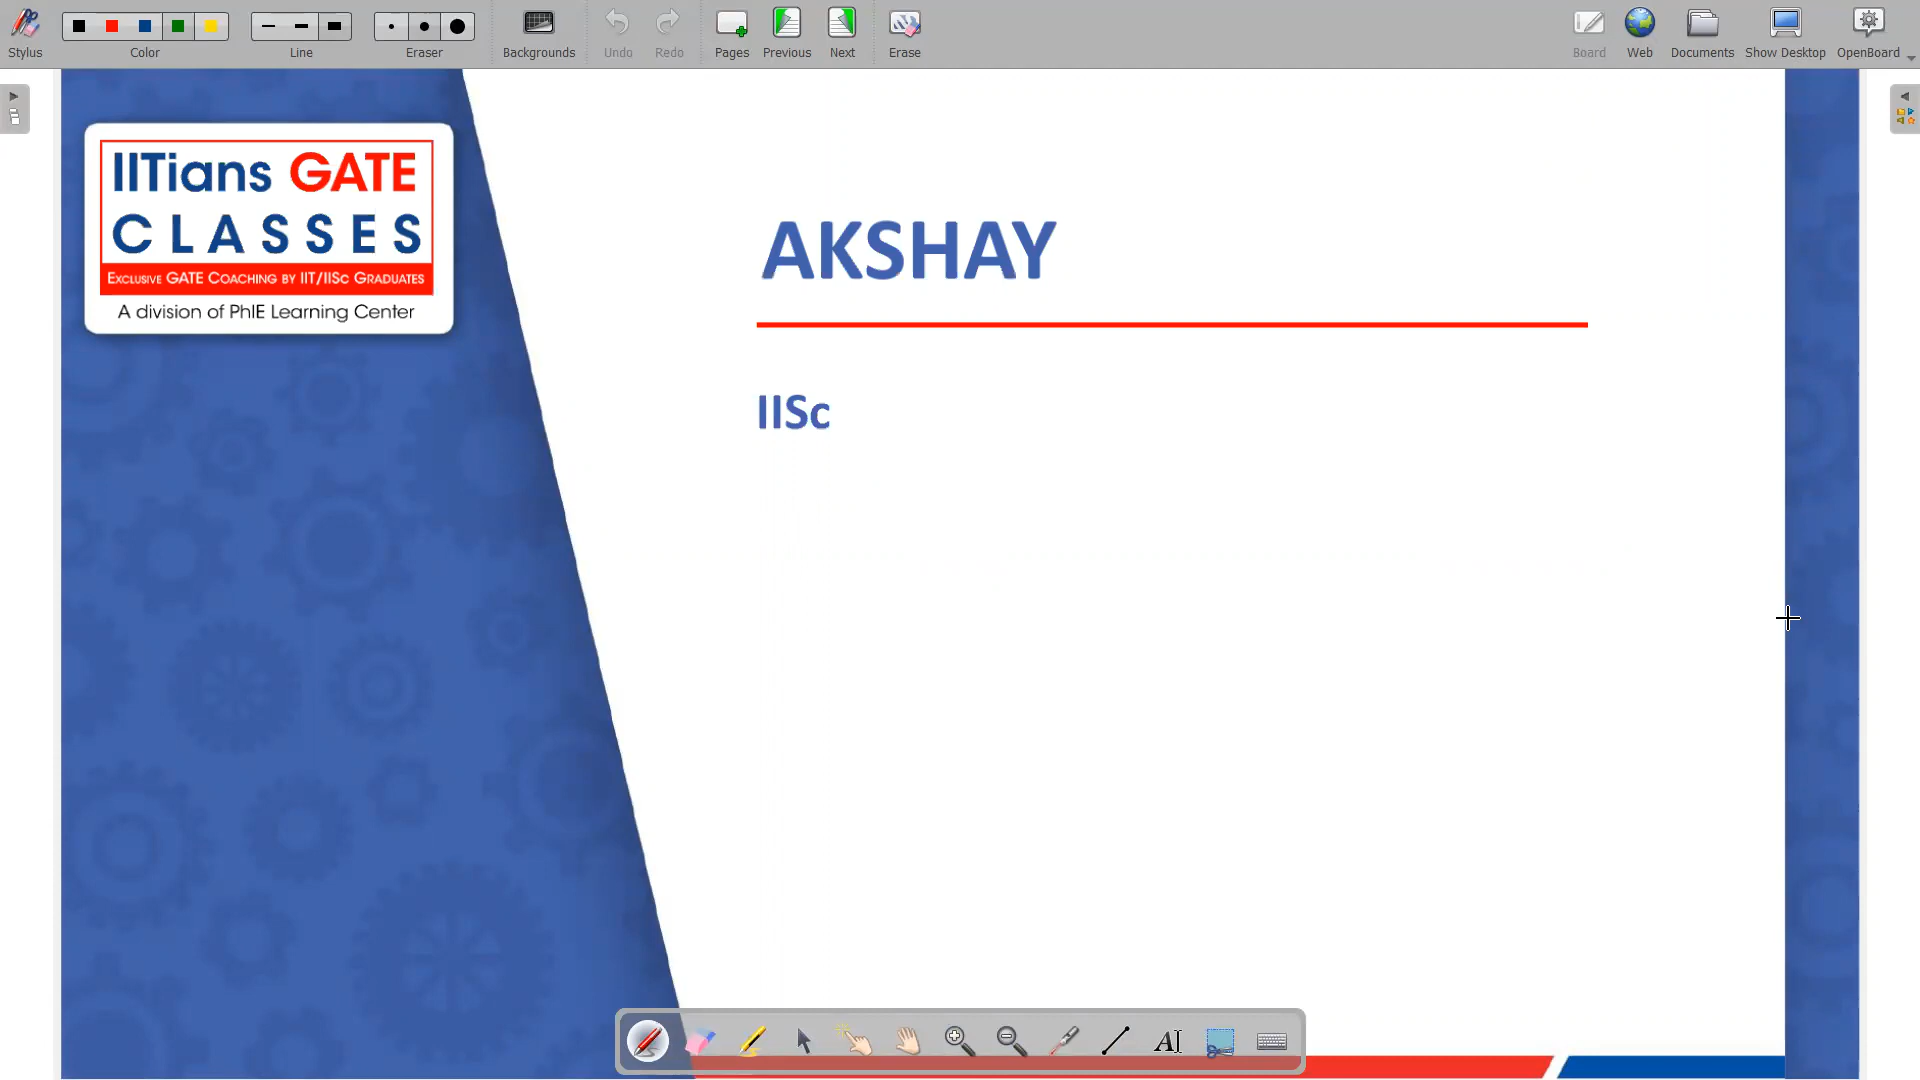 Stylus
Color
Line
Eraser
Backgrounds
Undo
Redo
Pages
Previous
Next
Erase
Board
Web
Documents
Show Desktop
OpenBoard
IITians GATE
CLASSES
EXCLUSIVE GATE COACHING BY IIT/IISc GRADUATES
A division of PhIE Learning Center
AKSHAY
IISc
AI